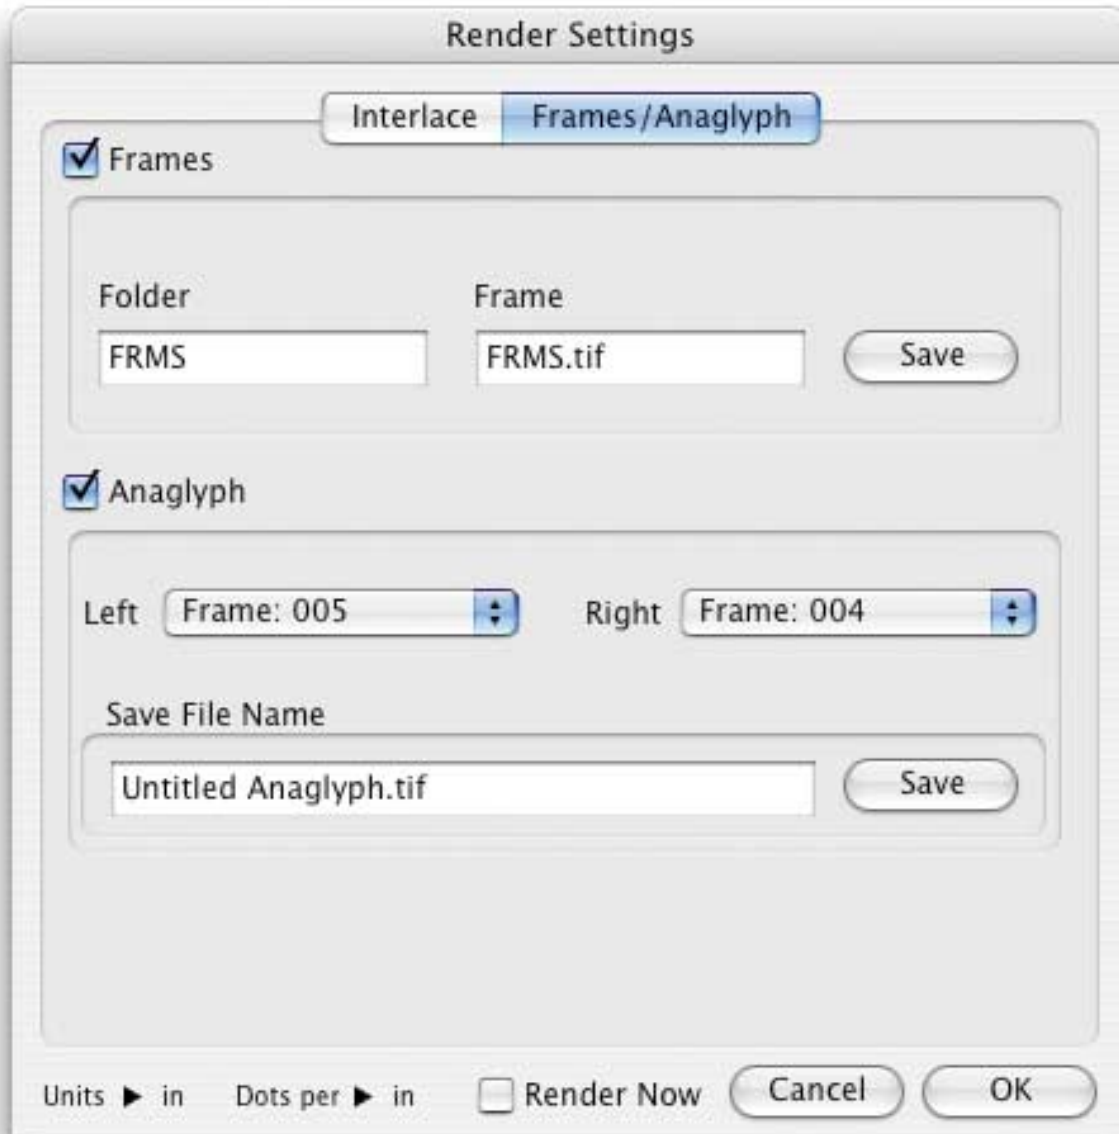 Render Settings
Interlace Frames/Anaglyph
Frames
Folder Frame
FRMS FRMS.tif Save
Anaglyph
Left Frame: 005 Right Frame: 004
Save File Name
Untitled Anaglyph.tif Save
Units ▶ in Dots per ▶ in Render Now Cancel OK